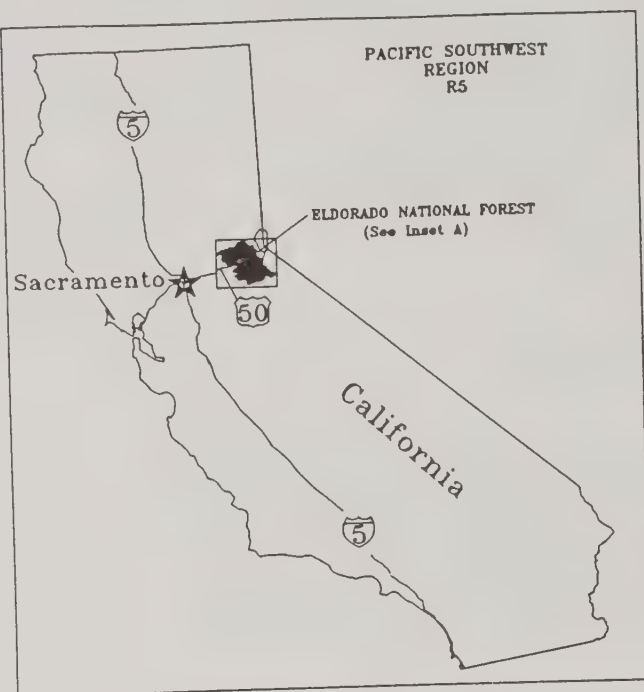 PACIFIC SOUTHWEST
REGION
R5
5
ELDORADO NATIONAL FOREST
(See Inset A)
Sacramento
50
California
5